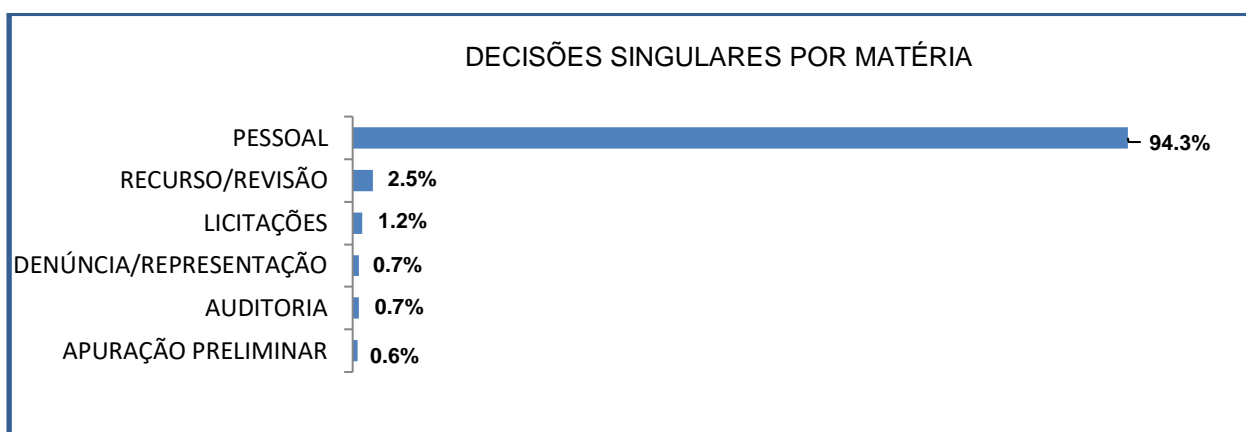 DECISÕES SINGULARES POR MATÉRIA
PESSOAL 94.3%
RECURSO/REVISÃO 2.5%
LICITAÇÕES 1.2%
DENÚNCIA/REPRESENTAÇÃO 0.7%
AUDITORIA 0.7%
APURAÇÃO PRELIMINAR 0.6%